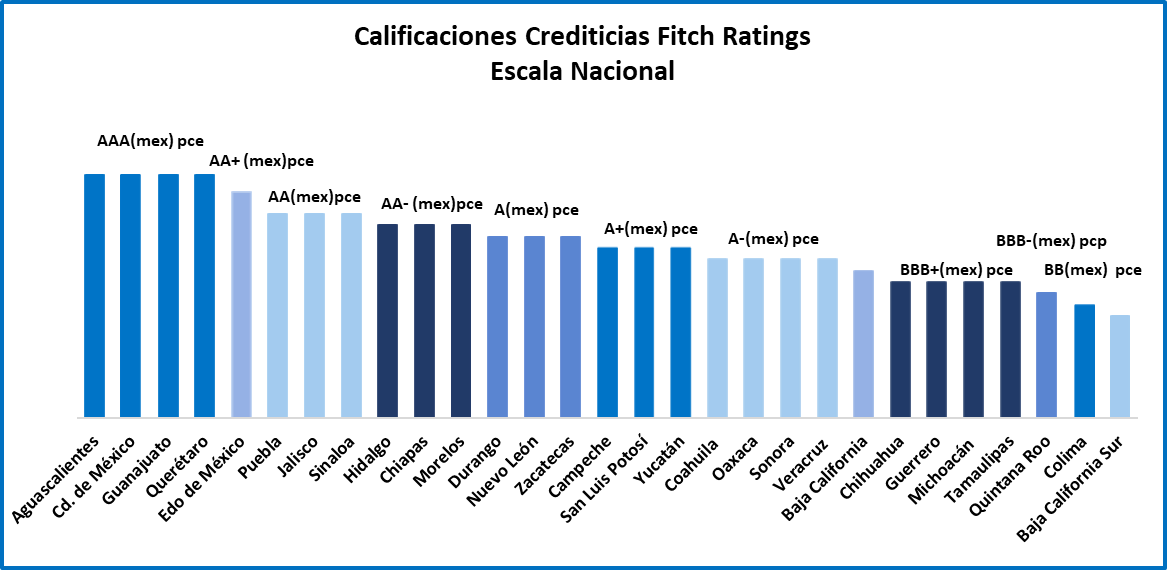 Calificaciones Crediticias Fitch Ratings
Escala Nacional
AAA(mex) pce
AA+ (mex)pce
AA(mex)pce
AA- (mex)pce
A(mex) pce
A+(mex) pce
A-(mex) pce
BBB+(mex) pce
BBB-(mex) pcp
BB(mex) pce
Aguascalientes
Cd. de México
Guanajuato
Querétaro
Edo de México
Puebla
Jalisco
Sinaloa
Hidalgo
Chiapas
Morelos
Durango
Nuevo León
Zacatecas
Campeche
San Luis Potosí
Yucatán
Coahuila
Oaxaca
Sonora
Veracruz
Baja California
Chihuahua
Guerrero
Michoacán
Tamaulipas
Quintana Roo
Colima
Baja California Sur